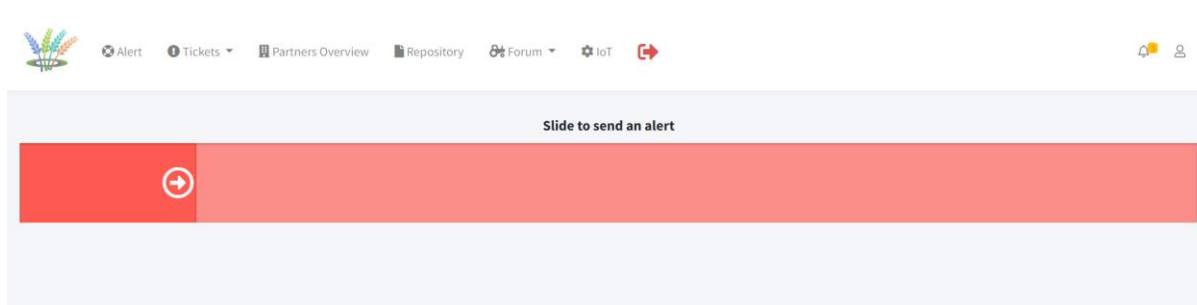 Alert Tickets Partners Overview Repository Forum IoT
Slide to send an alert